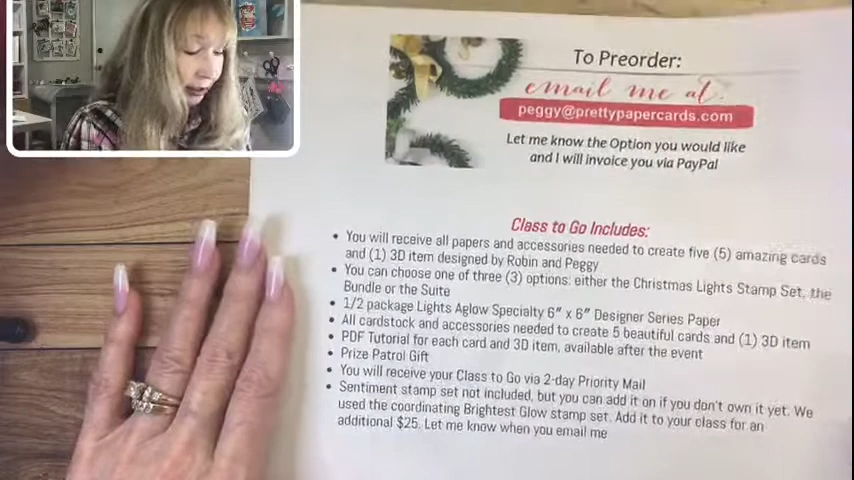 To Preorder:
email me at:
peggy@prettypapercards.com
Let me know the Option you would like
and I will invoice you via PayPal
Class to Go Includes:
• You will receive all papers and accessories needed to create five (5) amazing cards
and (1) 3D item designed by Robin and Peggy
• You can choose one of three (3) options: either the Christmas Lights Stamp Set, the
Bundle or the Suite
• 1/2 package Lights Aglow Specialty 6" x 6" Designer Series Paper
• All cardstock and accessories needed to create 5 beautiful cards and (1) 3D item
• PDF Tutorial for each card and 3D item, available after the event
• Prize Patrol Gift
• You will receive your Class to Go via 2-day Priority Mail
• Sentiment stamp set not included, but you can add it on if you don't own it yet. We
used the coordinating Brightest Glow stamp set. Add it to your class for an
additional $25. Let me know when you email me